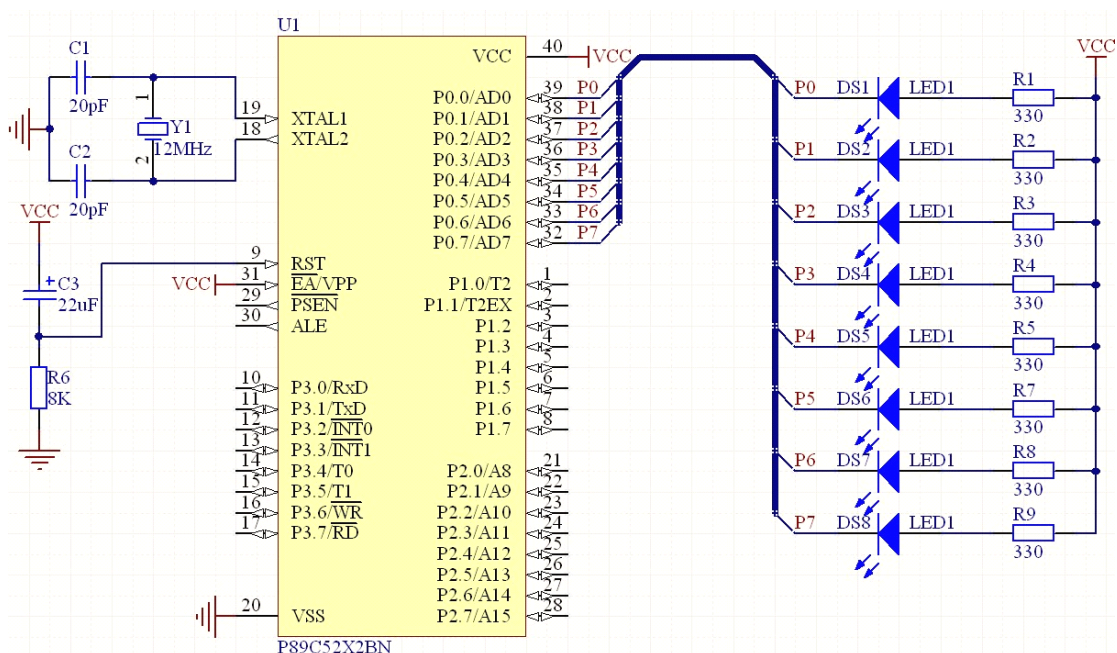 U1
C1
20pF
1
Y1
12MHz
2
C2
20pF
19
XTAL1
18
XTAL2
VCC
C3
+
22uF
R6
8K
9
RST
VCC
31
EA/VPP
29
PSEN
30
ALE
10
P3.0/RxD
11
P3.1/TxD
12
P3.2/INT0
13
P3.3/INT1
14
P3.4/T0
15
P3.5/T1
16
P3.6/WR
17
P3.7/RD
20
VSS
P89C52X2BN
VCC
40
VCC
P0.0/AD0
39
P0
P0.1/AD1
38
P1
P0.2/AD2
37
P2
P0.3/AD3
36
P3
P0.4/AD4
35
P4
P0.5/AD5
34
P5
P0.6/AD6
33
P6
P0.7/AD7
32
P7
P1.0/T2
1
P1.1/T2EX
2
P1.2
3
P1.3
4
P1.4
5
P1.5
6
P1.6
7
P1.7
8
P2.0/A8
21
P2.1/A9
22
P2.2/A10
23
P2.3/A11
24
P2.4/A12
25
P2.5/A13
26
P2.6/A14
27
P2.7/A15
28
VCC
P0
DS1
LED1
R1
330
P1
DS2
LED1
R2
330
P2
DS3
LED1
R3
330
P3
DS4
LED1
R4
330
P4
DS5
LED1
R5
330
P5
DS6
LED1
R7
330
P6
DS7
LED1
R8
330
P7
DS8
LED1
R9
330